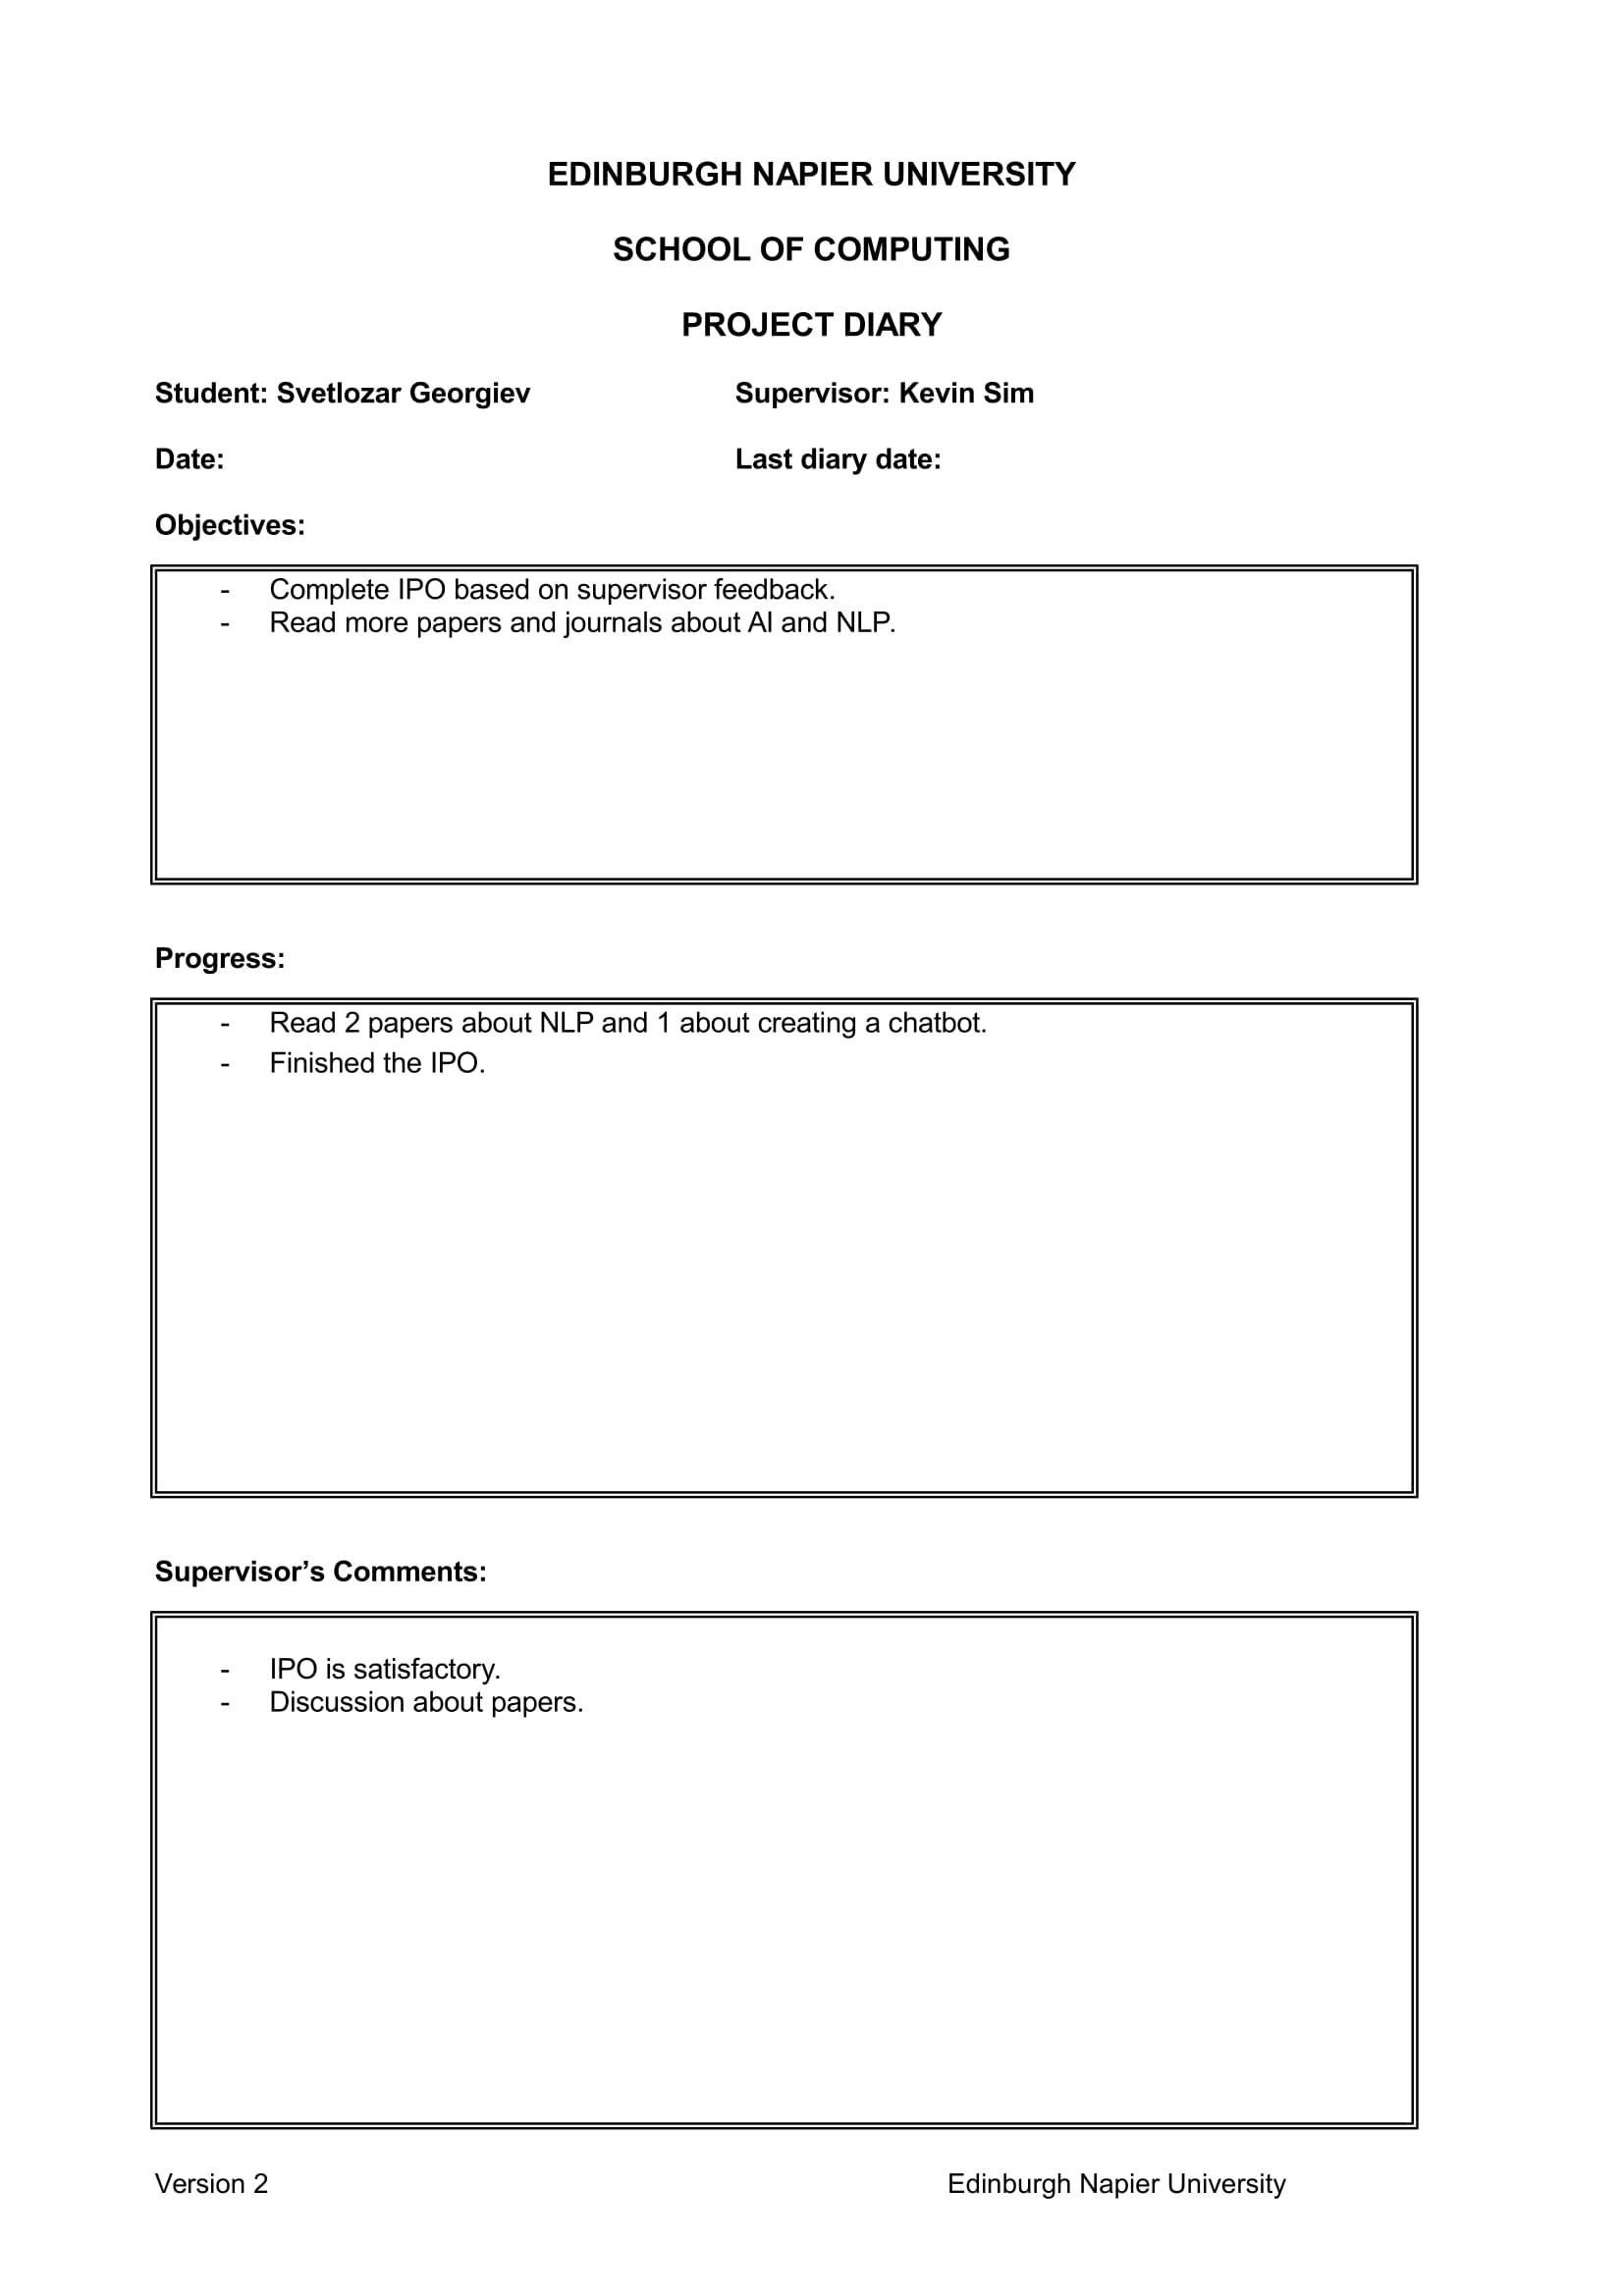 EDINBURGH NAPIER UNIVERSITY
SCHOOL OF COMPUTING
PROJECT DIARY
Student: Svetlozar Georgiev Supervisor: Kevin Sim
Date: Last diary date:
Objectives:
- Complete IPO based on supervisor feedback.
- Read more papers and journals about AI and NLP.
Progress:
- Read 2 papers about NLP and 1 about creating a chatbot.
- Finished the IPO.
Supervisor’s Comments:
- IPO is satisfactory.
- Discussion about papers.
Version 2 Edinburgh Napier University